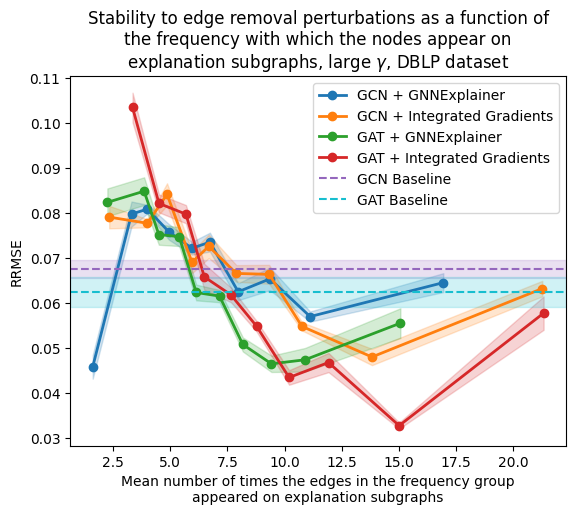 Stability to edge removal perturbations as a function of
the frequency with which the nodes appear on
explanation subgraphs, large γ, DBLP dataset
0.11
0.10
0.09
0.08
0.07
0.06
0.05
0.04
0.03
RRMSE
GCN + GNNExplainer
GCN + Integrated Gradients
GAT + GNNExplainer
GAT + Integrated Gradients
GCN Baseline
GAT Baseline
2.5 5.0 7.5 10.0 12.5 15.0 17.5 20.0
Mean number of times the edges in the frequency group
appeared on explanation subgraphs